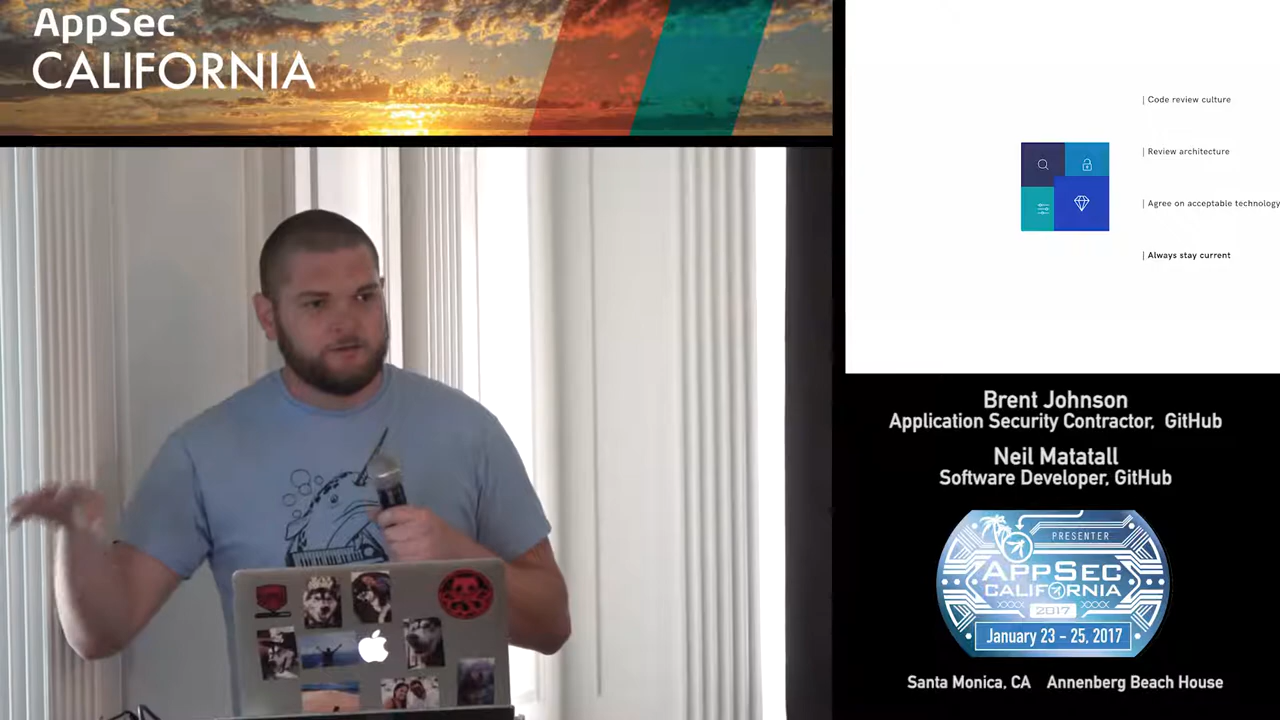 AppSec
CALIFORNIA
| Code review culture
| Review architecture
| Agree on acceptable technology
| Always stay current
Brent Johnson
Application Security Contractor, GitHub
Neil Matatall
Software Developer, GitHub
PRESENTER
APPSEC
CALIFORNIA
2017
January 23 - 25, 2017
Santa Monica, CA Annenberg Beach House